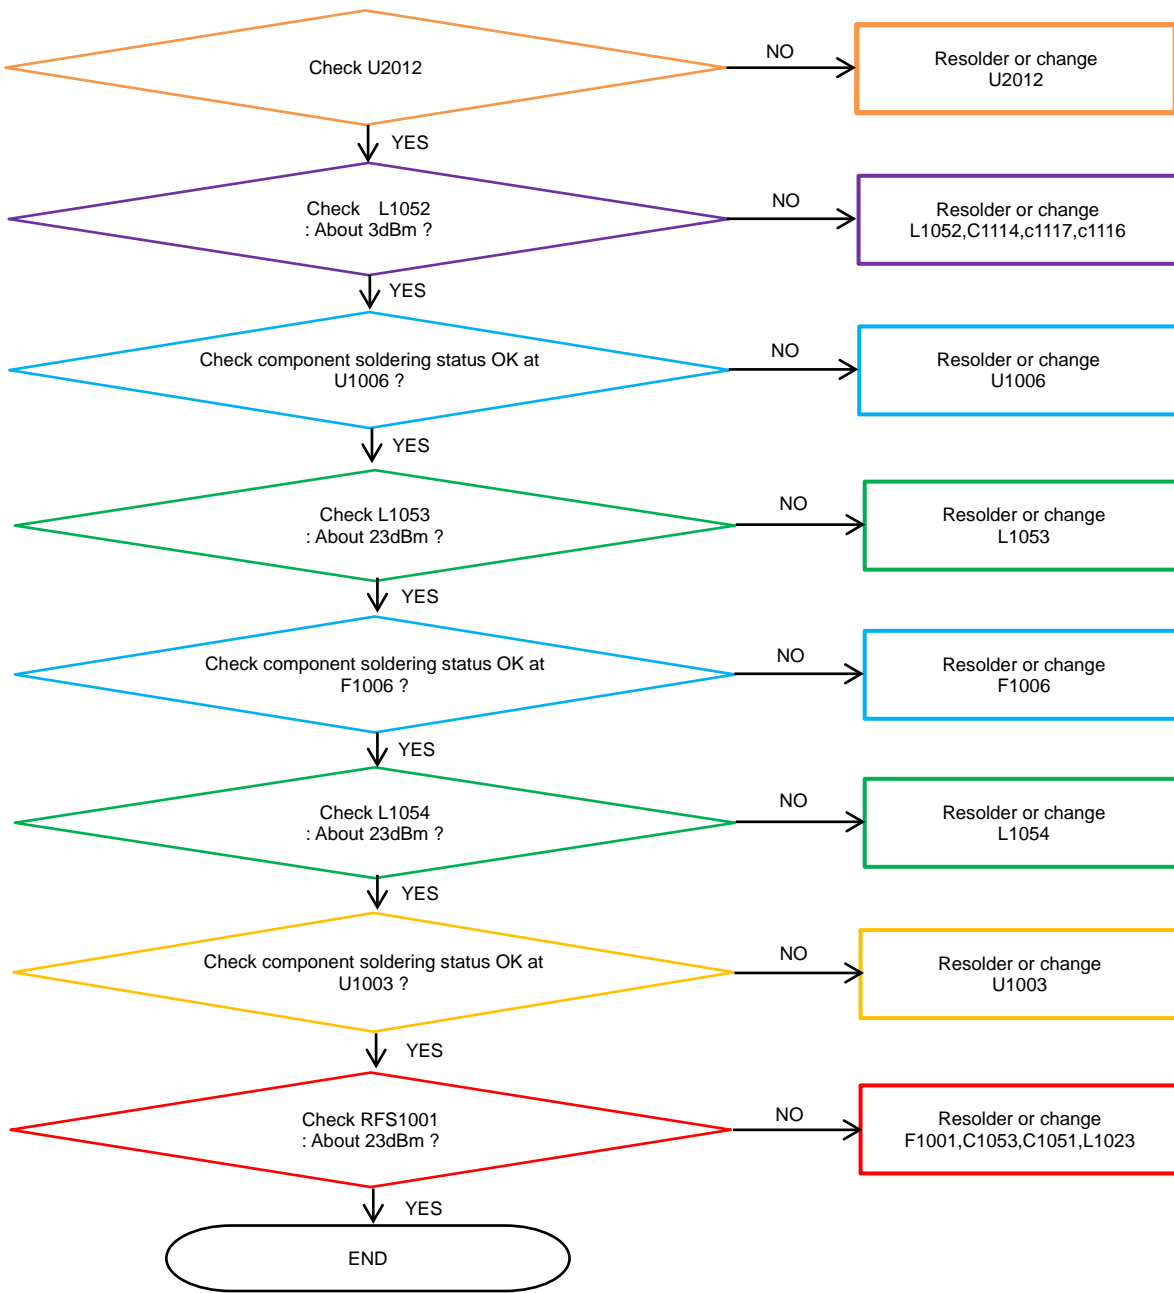 Check U2012
NO
Resolder or change
U2012
YES
Check L1052
: About 3dBm ?
NO
Resolder or change
L1052,C1114,c1117,c1116
YES
Check component soldering status OK at
U1006 ?
NO
Resolder or change
U1006
YES
Check L1053
: About 23dBm ?
NO
Resolder or change
L1053
YES
Check component soldering status OK at
F1006 ?
NO
Resolder or change
F1006
YES
Check L1054
: About 23dBm ?
NO
Resolder or change
L1054
YES
Check component soldering status OK at
U1003 ?
NO
Resolder or change
U1003
YES
Check RFS1001
: About 23dBm ?
NO
Resolder or change
F1001,C1053,C1051,L1023
YES
END